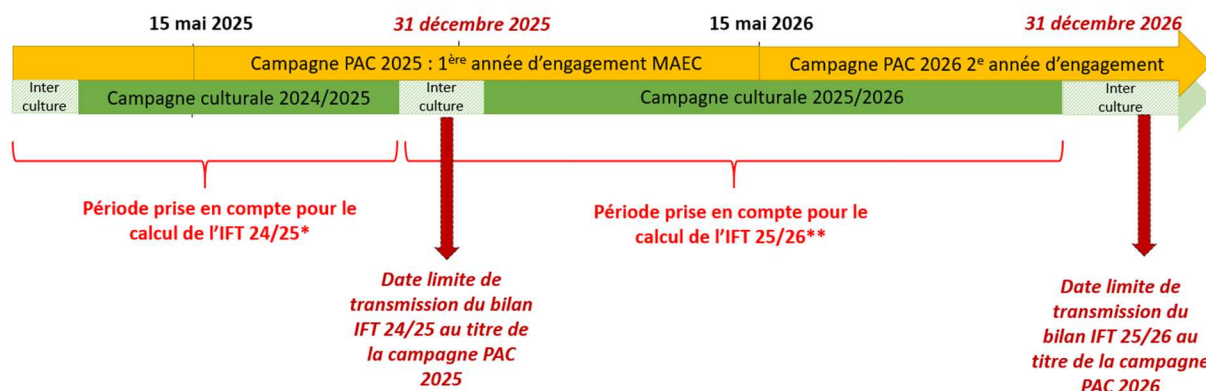 15 mai 2025
31 décembre 2025
15 mai 2026
31 décembre 2026
Campagne PAC 2025 : 1ère année d'engagement MAEC
Campagne PAC 2026 2e année d'engagement
Inter
culture
Campagne culturale 2024/2025
Inter
culture
Campagne culturale 2025/2026
Inter
culture
Période prise en compte pour le
calcul de l'IFT 24/25*
Période prise en compte pour le
calcul de l'IFT 25/26**
Date limite de
transmission du bilan
IFT 24/25 au titre de
la campagne PAC
2025
Date limite de
transmission du
bilan IFT 25/26 au
titre de la campagne
PAC 2026